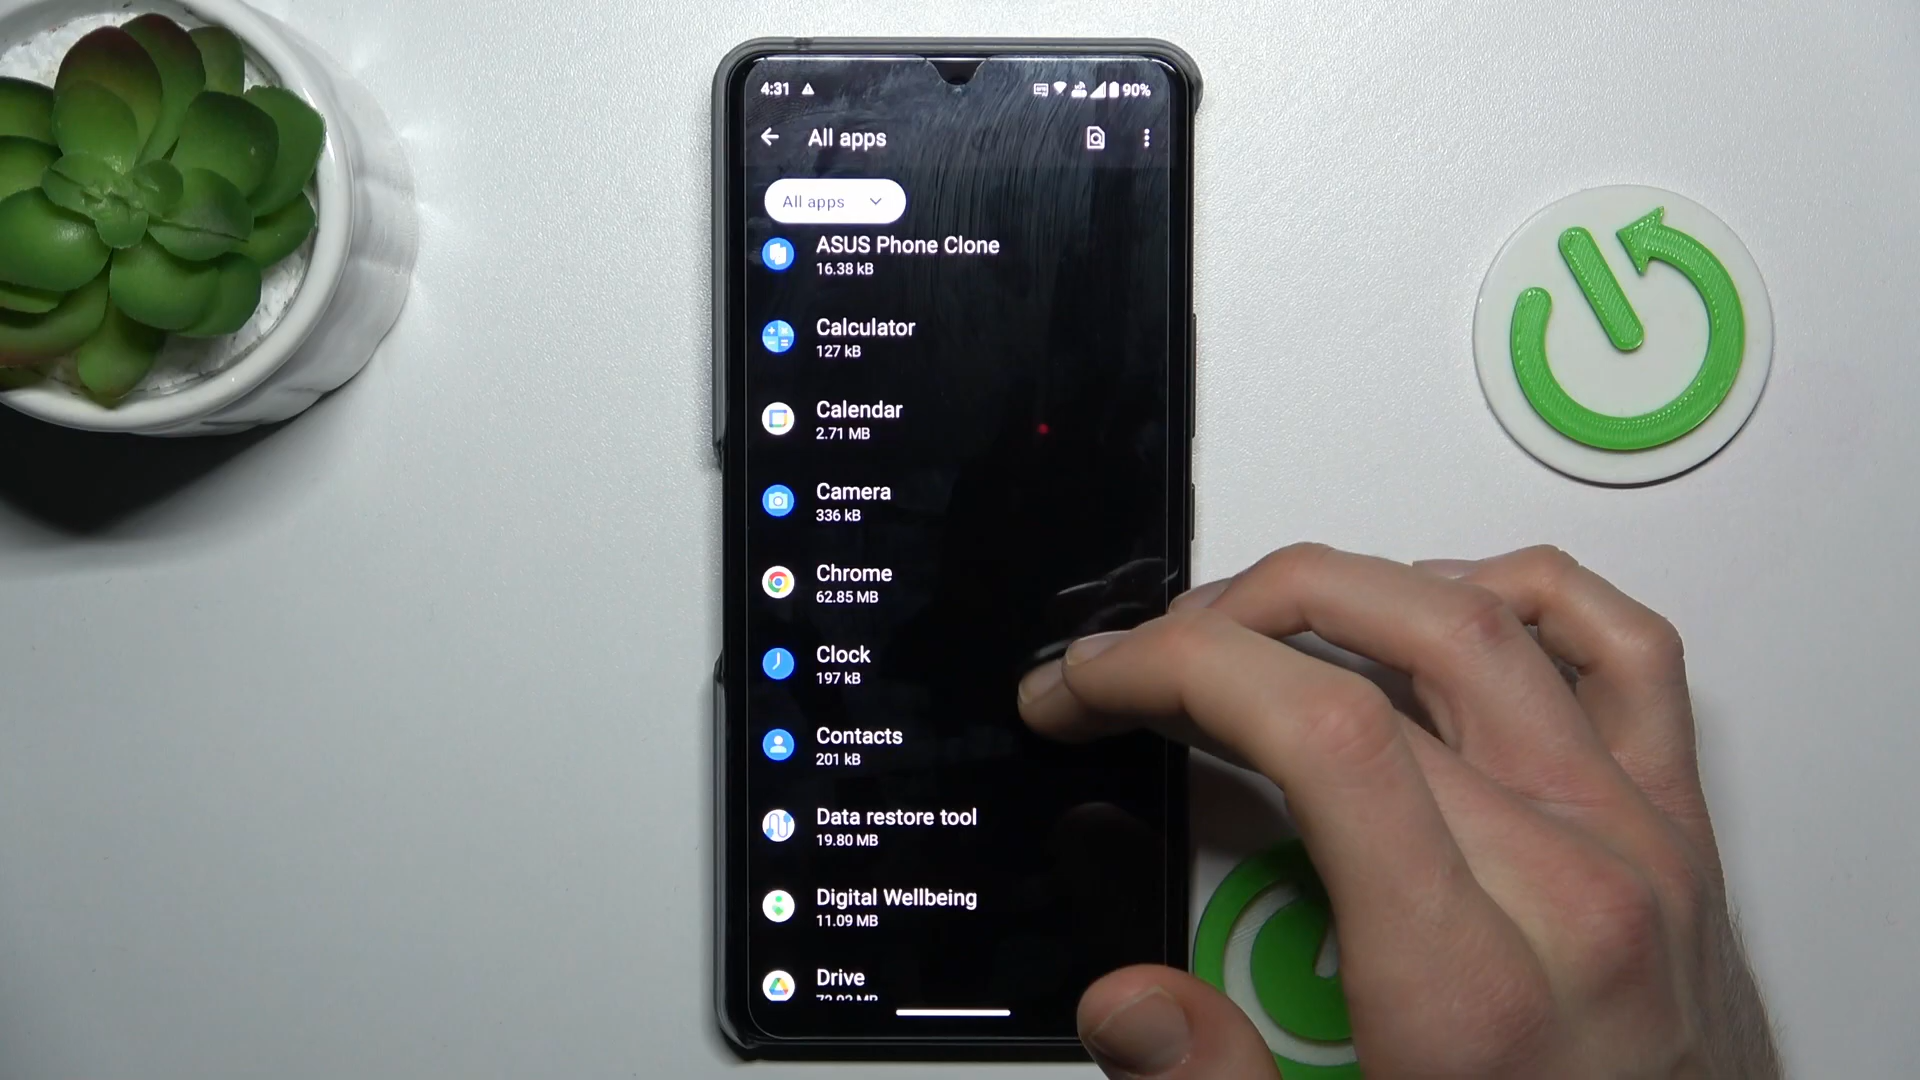 4:31 90%
All apps
All apps
ASUS Phone Clone
16.38 kB
Calculator
127 kB
Calendar
2.71 MB
Camera
336 kB
Chrome
62.85 MB
Clock
197 kB
Contacts
201 kB
Data restore tool
19.80 MB
Digital Wellbeing
11.09 MB
Drive